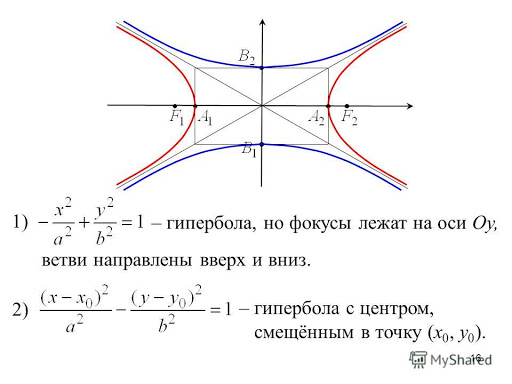 B₂
F₁ A₁ A₂ F₂
B₁
1) −x²/a² + y²/b² = 1 – гипербола, но фокусы лежат на оси Oy,
ветви направлены вверх и вниз.
2) (x − x₀)²/a² − (y − y₀)²/b² = 1 – гипербола с центром,
смещённым в точку (x₀, y₀).
MyShared
16